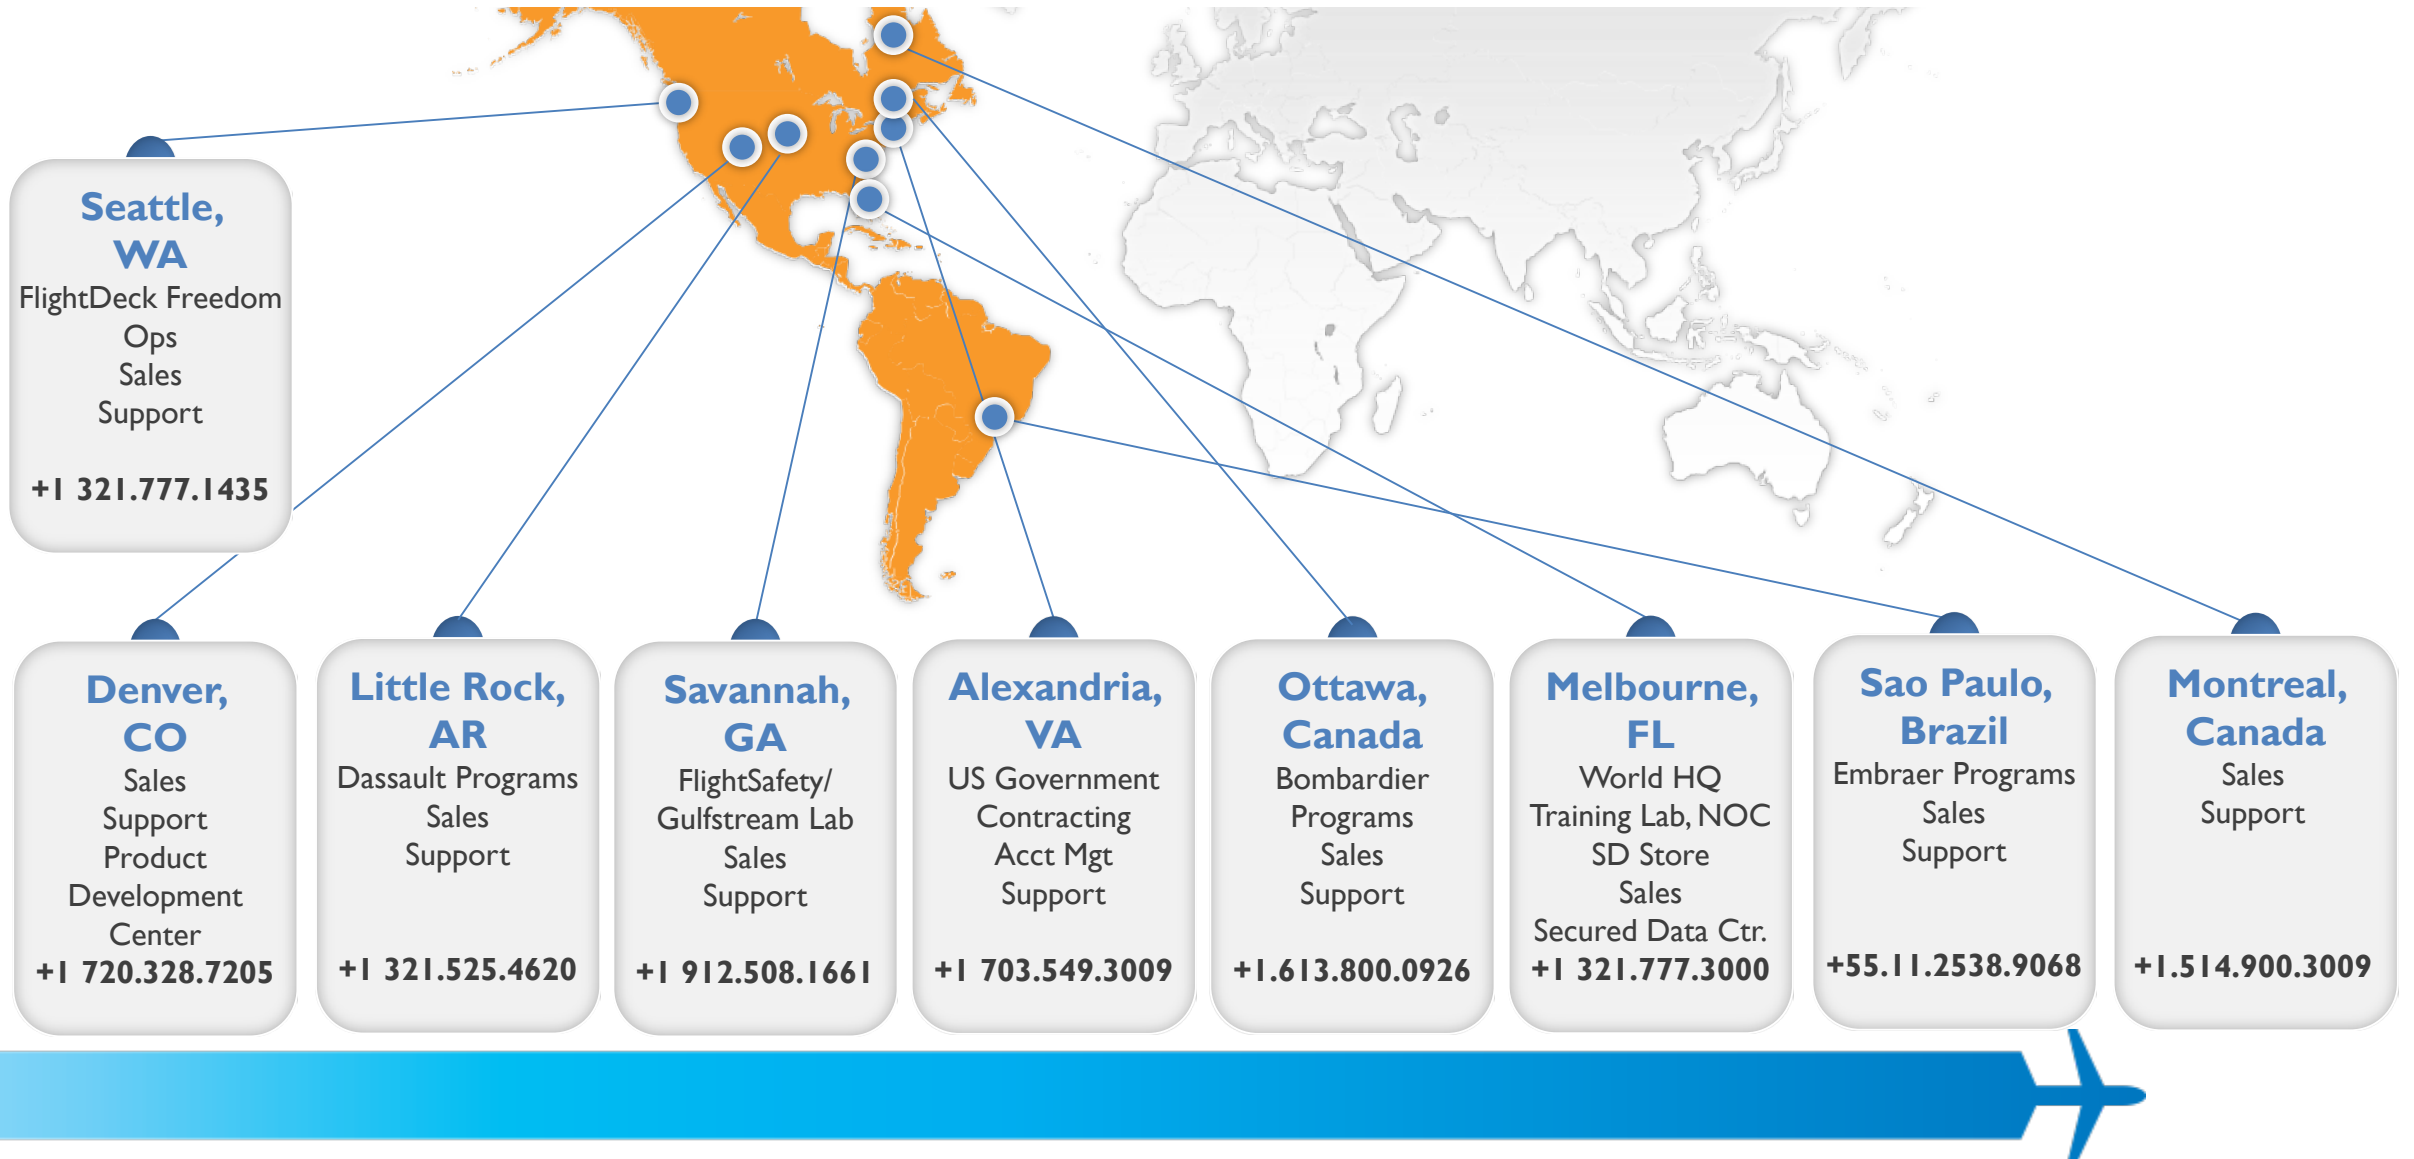 Seattle,
WA
FlightDeck Freedom
Ops
Sales
Support
+1 321.777.1435
Denver,
CO
Sales
Support
Product
Development
Center
+1 720.328.7205
Little Rock,
AR
Dassault Programs
Sales
Support
+1 321.525.4620
Savannah,
GA
FlightSafety/
Gulfstream Lab
Sales
Support
+1 912.508.1661
Alexandria,
VA
US Government
Contracting
Acct Mgt
Support
+1 703.549.3009
Ottawa,
Canada
Bombardier
Programs
Sales
Support
+1.613.800.0926
Melbourne,
FL
World HQ
Training Lab, NOC
SD Store
Sales
Secured Data Ctr.
+1 321.777.3000
Sao Paulo,
Brazil
Embraer Programs
Sales
Support
+55.11.2538.9068
Montreal,
Canada
Sales
Support
+1.514.900.3009